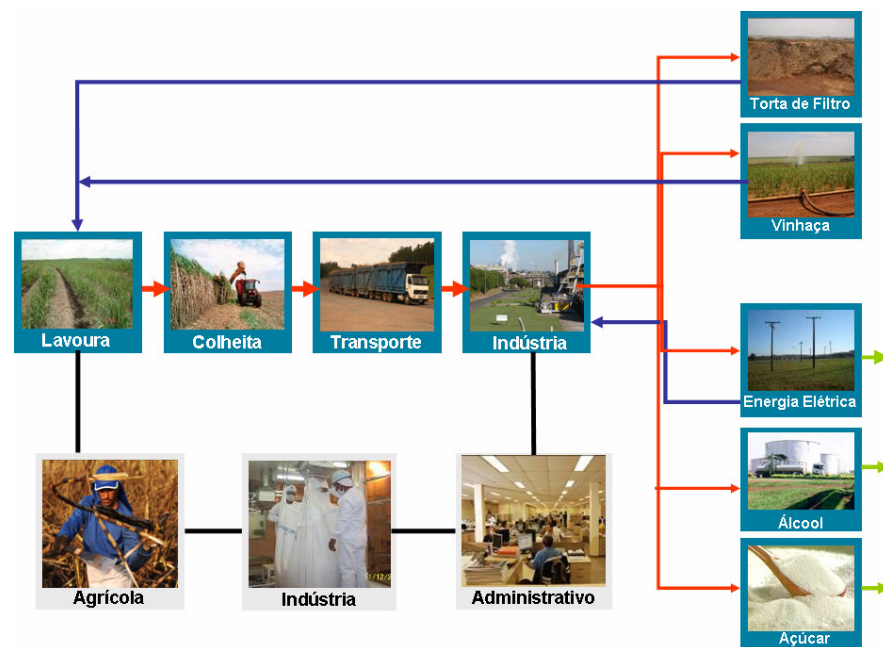 Torta de Filtro
Vinhaça
Lavoura
Colheita
Transporte
Indústria
Energia Elétrica
Álcool
Agrícola
Indústria
Administrativo
Açúcar